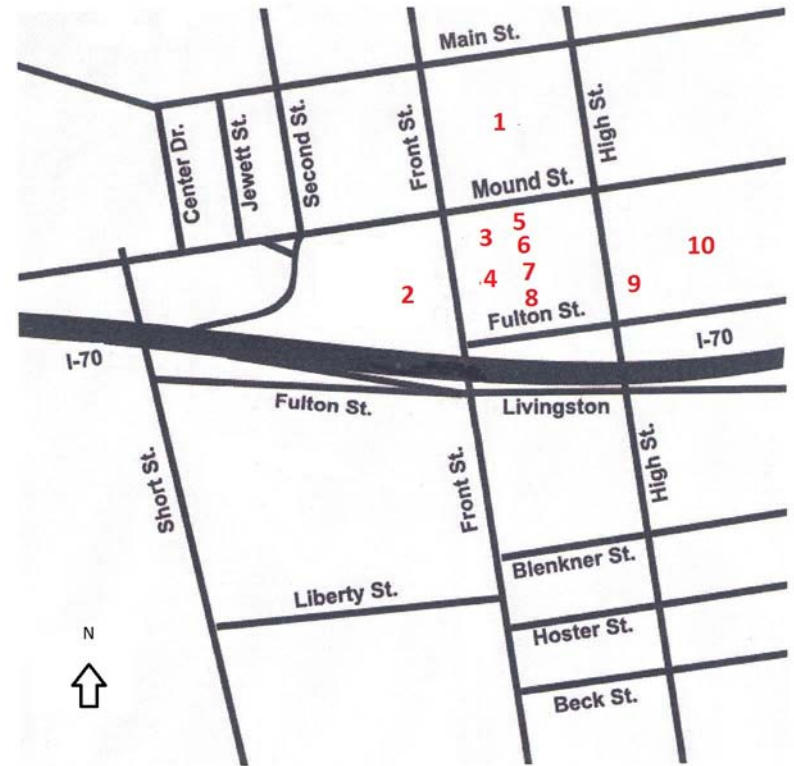 Main St.
Center Dr.
Jewett St.
Second St.
Front St.
High St.
1
Mound St.
5
3
6
10
4
7
9
2
8
Fulton St.
I-70
I-70
Fulton St.
Livingston
Short St.
Front St.
High St.
Blenkner St.
Liberty St.
Hoster St.
N
Beck St.